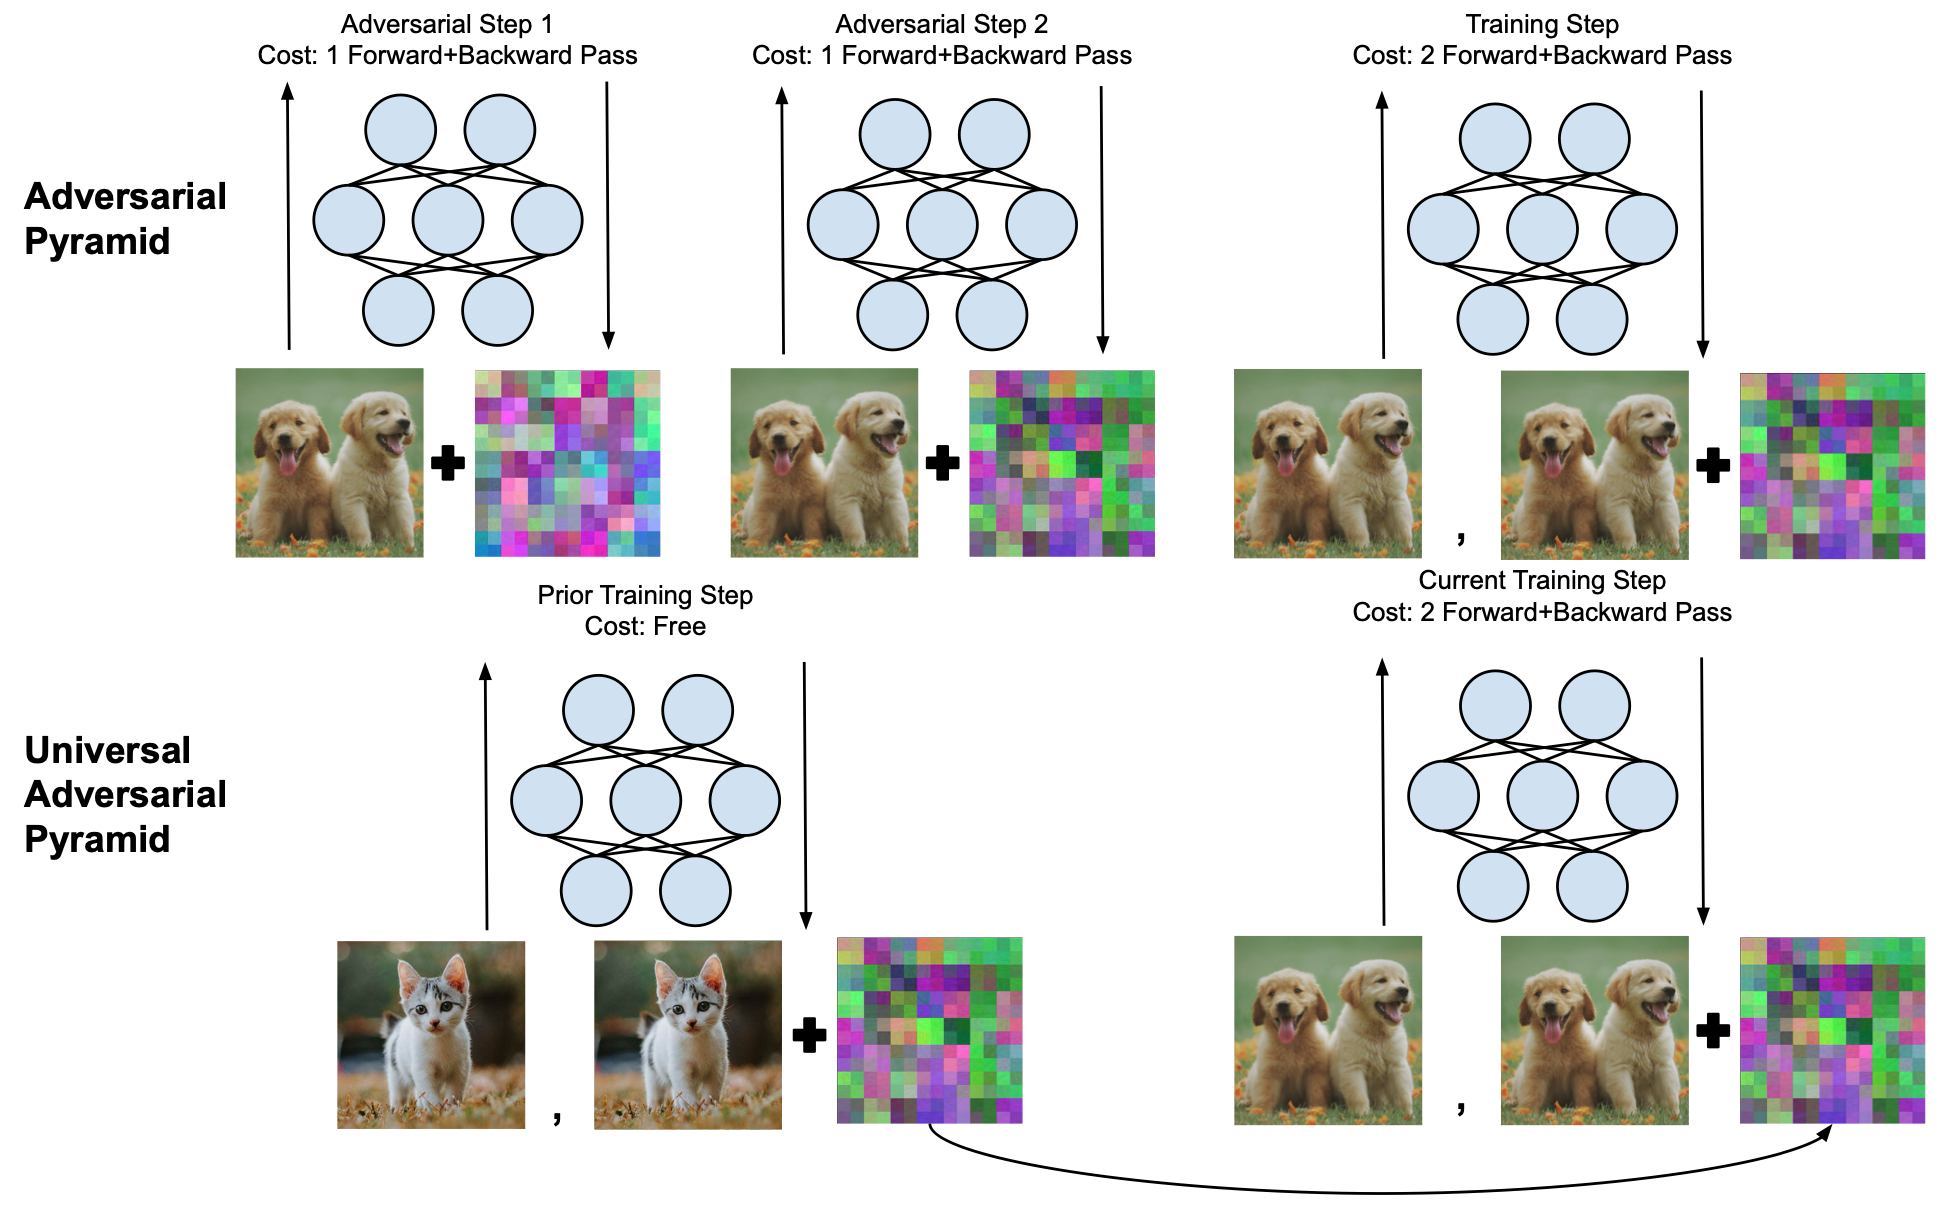 Adversarial Step 1
Cost: 1 Forward+Backward Pass
Adversarial Step 2
Cost: 1 Forward+Backward Pass
Training Step
Cost: 2 Forward+Backward Pass
Adversarial
Pyramid
,
Prior Training Step
Cost: Free
Current Training Step
Cost: 2 Forward+Backward Pass
Universal
Adversarial
Pyramid
,
,